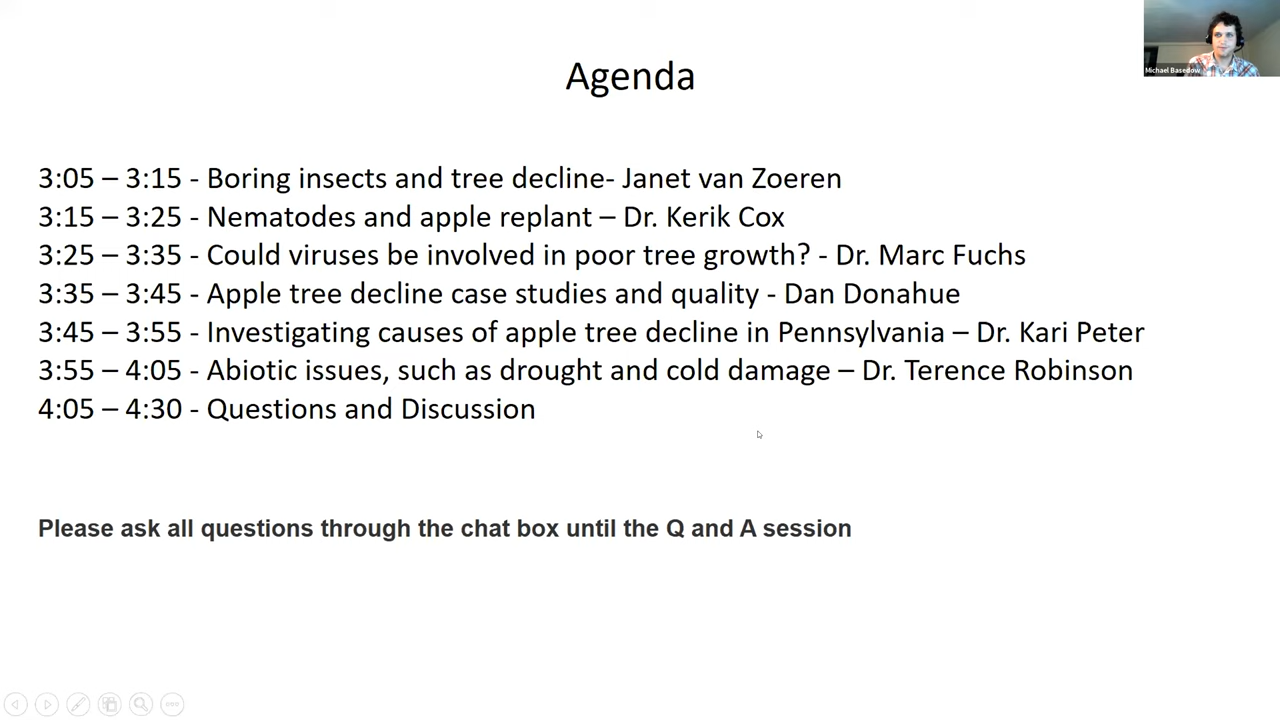 Agenda
Michael Basedow
3:05 – 3:15 - Boring insects and tree decline- Janet van Zoeren
3:15 – 3:25 - Nematodes and apple replant – Dr. Kerik Cox
3:25 – 3:35 - Could viruses be involved in poor tree growth? - Dr. Marc Fuchs
3:35 – 3:45 - Apple tree decline case studies and quality - Dan Donahue
3:45 – 3:55 - Investigating causes of apple tree decline in Pennsylvania – Dr. Kari Peter
3:55 – 4:05 - Abiotic issues, such as drought and cold damage – Dr. Terence Robinson
4:05 – 4:30 - Questions and Discussion
Please ask all questions through the chat box until the Q and A session